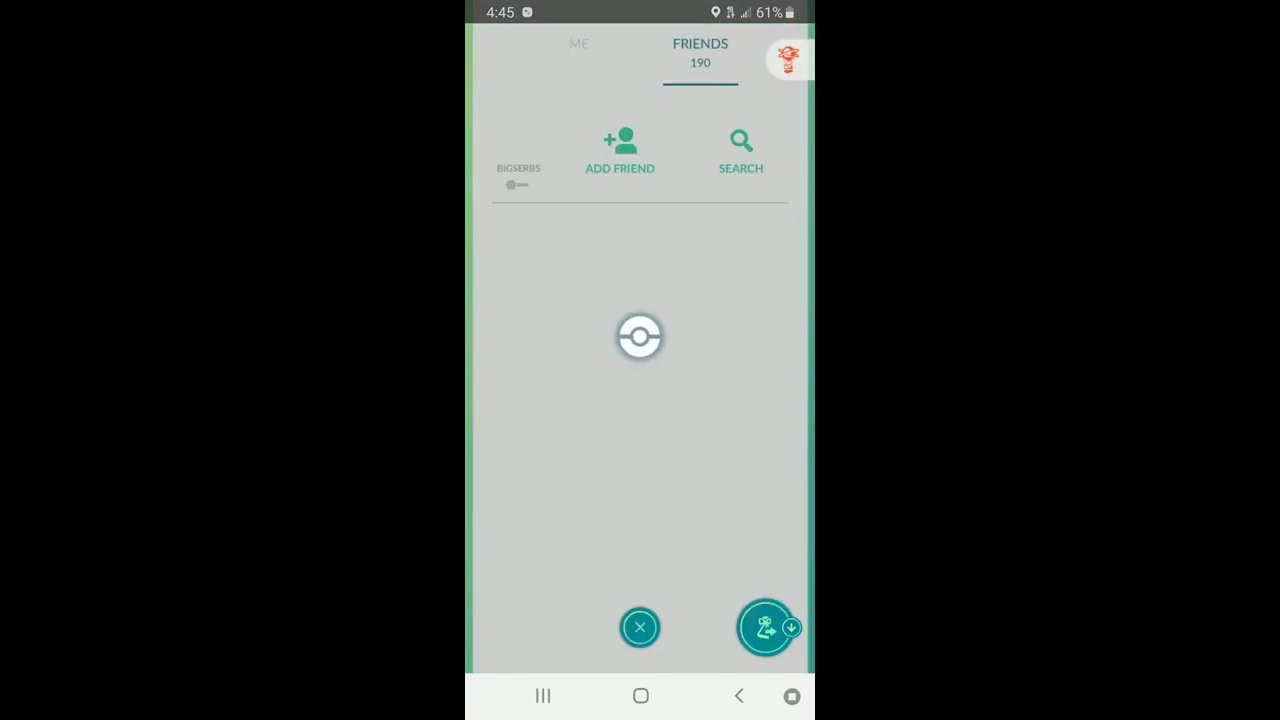 4:45
61%
ME
FRIENDS
190
BIGSERBS
ADD FRIEND
SEARCH